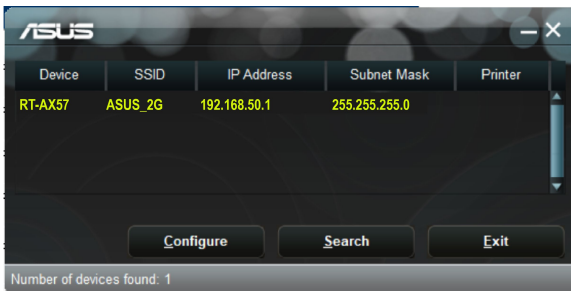 ASUS
Device SSID IP Address Subnet Mask Printer
RT-AX57 ASUS_2G 192.168.50.1 255.255.255.0
Configure Search Exit
Number of devices found: 1